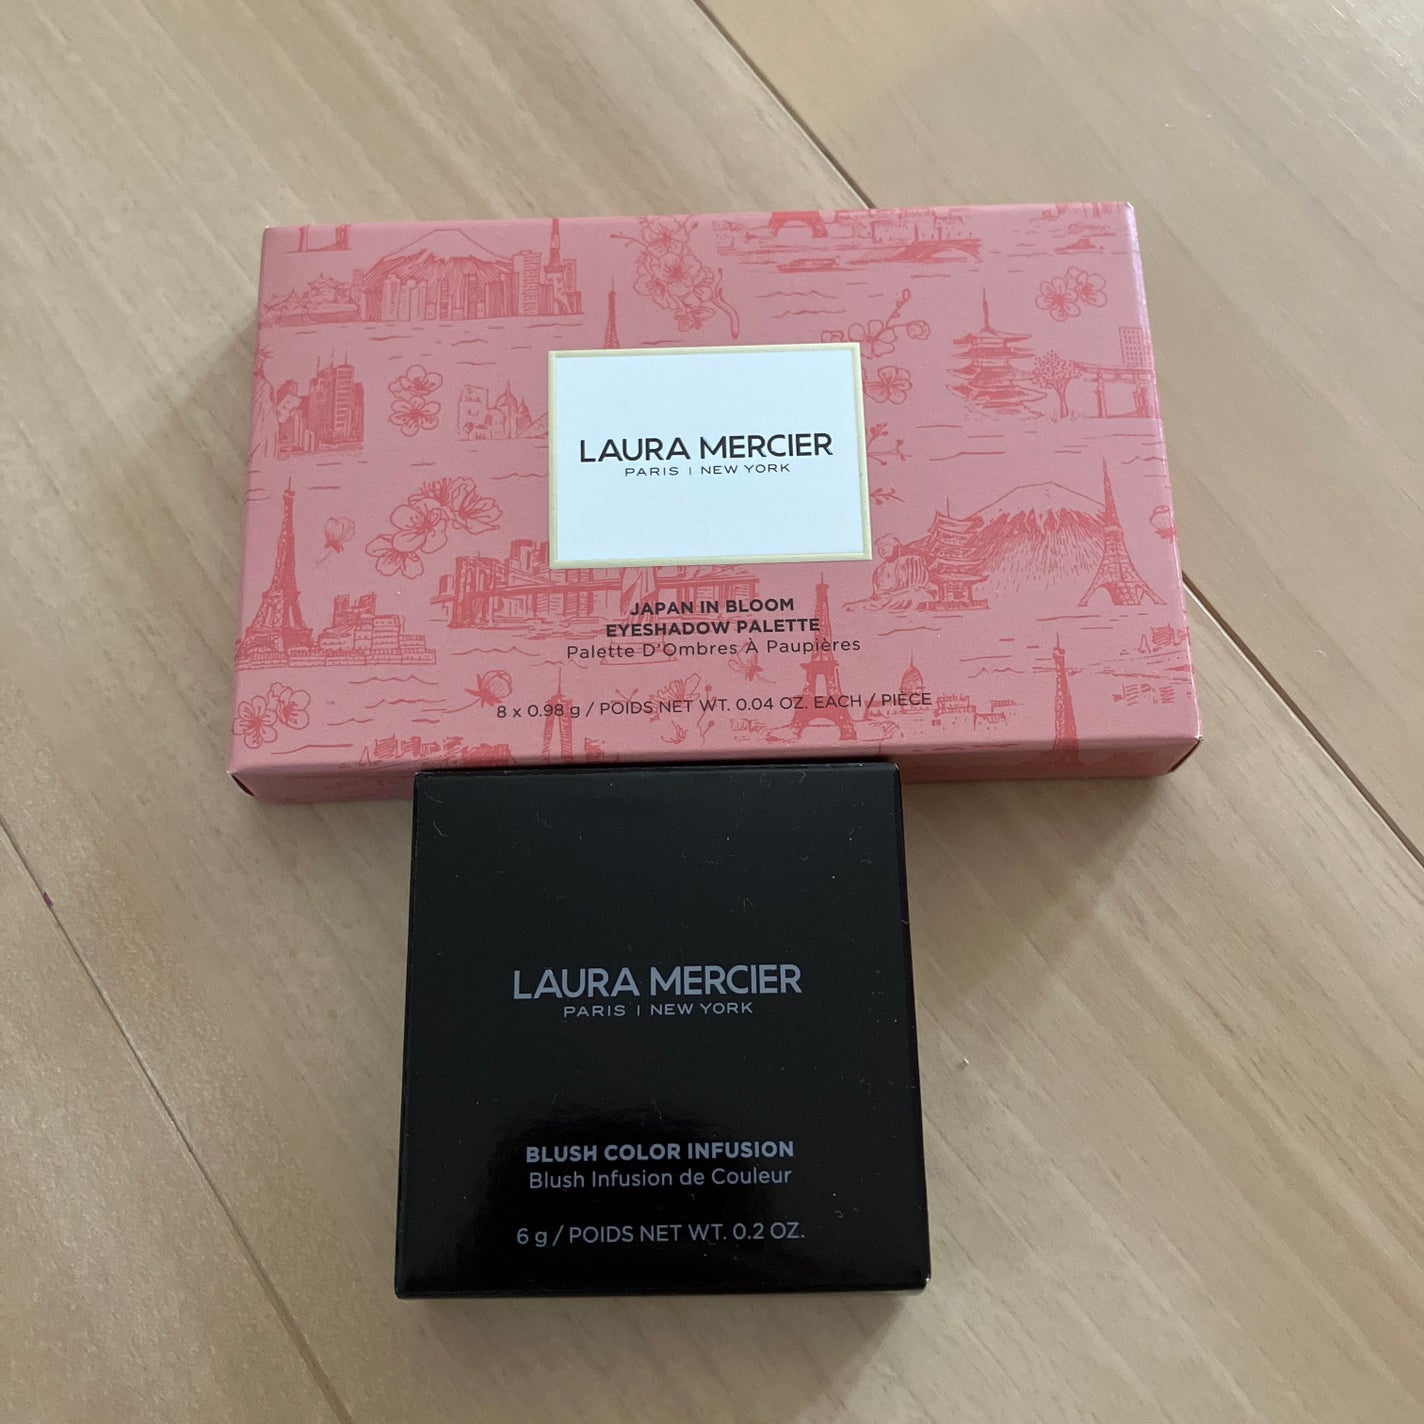 LAURA MERCIER
PARIS | NEW YORK
JAPAN IN BLOOM
EYESHADOW PALETTE
Palette D'Ombres À Paupières
8 x 0.98 g / POIDS NET WT. 0.04 OZ. EACH / PIÈCE
LAURA MERCIER
PARIS | NEW YORK
BLUSH COLOR INFUSION
Blush Infusion de Couleur
6 g / POIDS NET WT. 0.2 OZ.